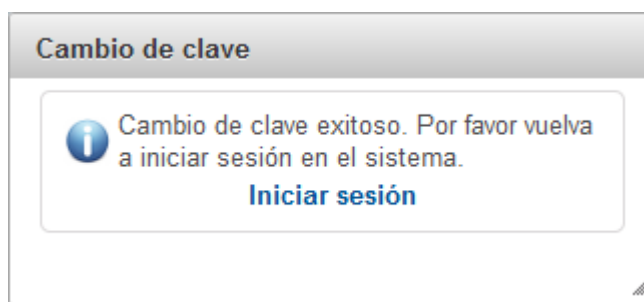 Cambio de clave
Cambio de clave exitoso. Por favor vuelva
a iniciar sesión en el sistema.
Iniciar sesión